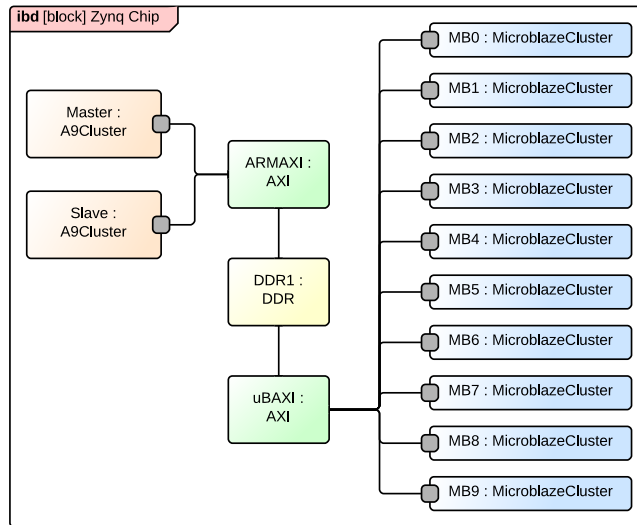 ibd [block] Zynq Chip
Master :
A9Cluster
Slave :
A9Cluster
ARMAXI :
AXI
DDR1 :
DDR
uBAXI :
AXI
MB0 : MicroblazeCluster
MB1 : MicroblazeCluster
MB2 : MicroblazeCluster
MB3 : MicroblazeCluster
MB4 : MicroblazeCluster
MB5 : MicroblazeCluster
MB6 : MicroblazeCluster
MB7 : MicroblazeCluster
MB8 : MicroblazeCluster
MB9 : MicroblazeCluster